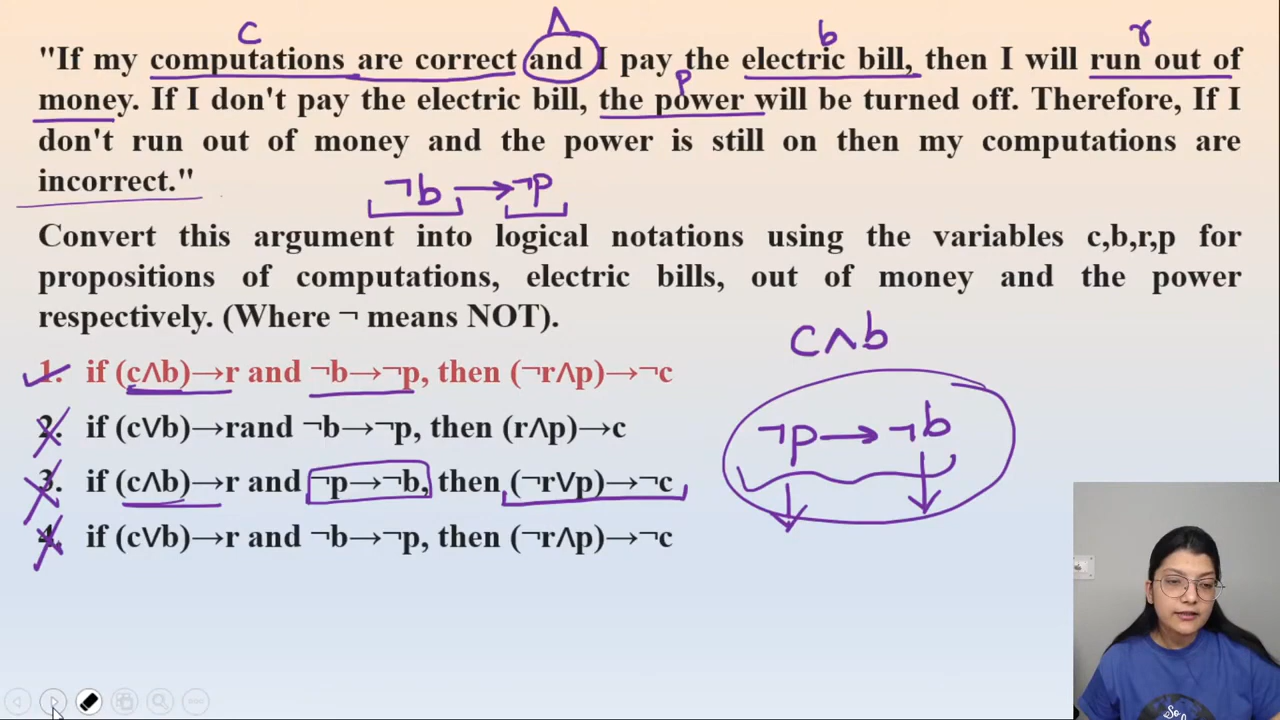 c ∧ b r
"If my computations are correct and I pay the electric bill, then I will run out of
p
money. If I don't pay the electric bill, the power will be turned off. Therefore, If I
don't run out of money and the power is still on then my computations are
incorrect."
¬b→¬p
Convert this argument into logical notations using the variables c,b,r,p for
propositions of computations, electric bills, out of money and the power
respectively. (Where ¬ means NOT).
c∧b
1. if (c∧b)→r and ¬b→¬p, then (¬r∧p)→¬c
2. if (c∨b)→rand ¬b→¬p, then (r∧p)→c
¬p→¬b
3. if (c∧b)→r and ¬p→¬b, then (¬r∨p)→¬c
4. if (c∨b)→r and ¬b→¬p, then (¬r∧p)→¬c